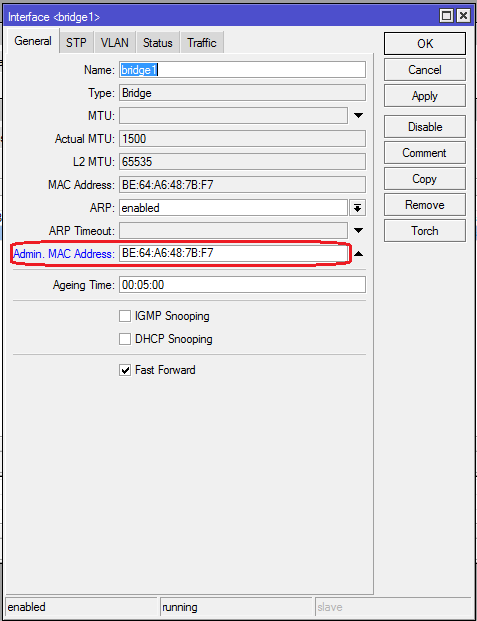 Interface <bridge1>
General STP VLAN Status Traffic
Name: bridge1
Type: Bridge
MTU:
Actual MTU: 1500
L2 MTU: 65535
MAC Address: BE:64:A6:48:7B:F7
ARP: enabled
ARP Timeout:
Admin. MAC Address: BE:64:A6:48:7B:F7
Ageing Time: 00:05:00
IGMP Snooping
DHCP Snooping
Fast Forward
OK
Cancel
Apply
Disable
Comment
Copy
Remove
Torch
enabled running slave